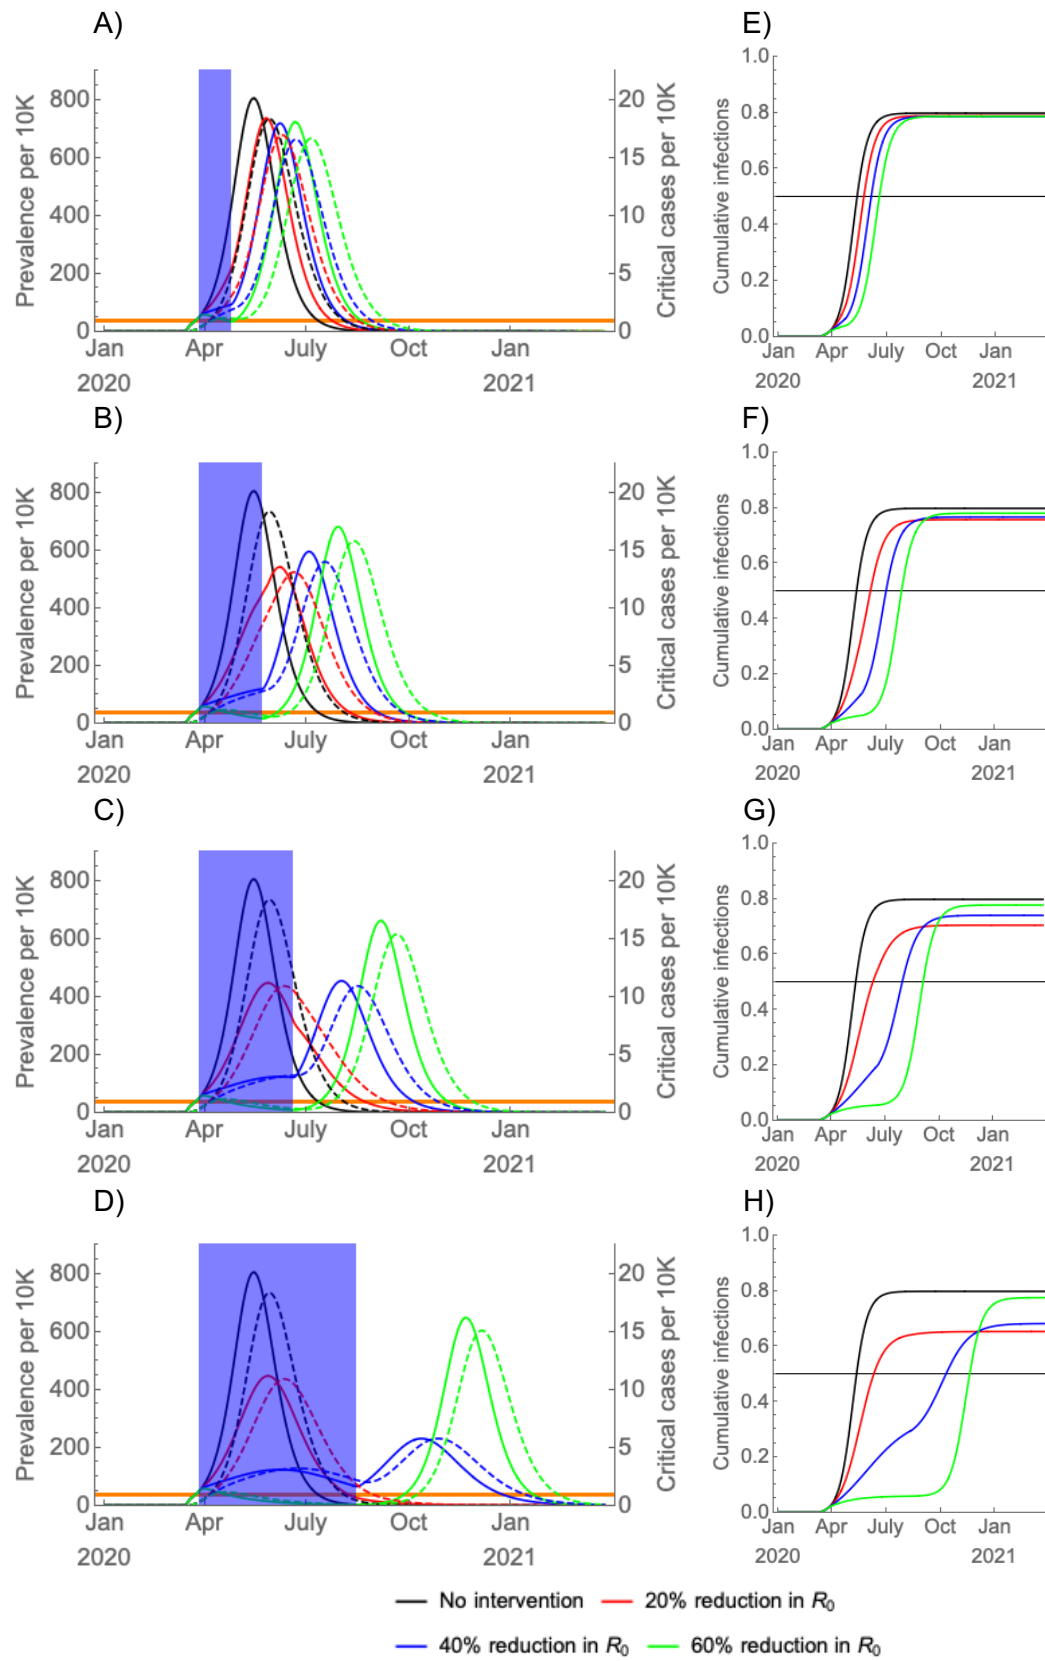 A)
E)
Prevalence per 10K
800
600
400
200
0
20
15
10
5
0
Critical cases per 10K
Jan
Apr
July
Oct
Jan
2020
2021
Cumulative infections
1.0
0.8
0.6
0.4
0.2
0.0
Jan
Apr
July
Oct
Jan
2020
2021
B)
F)
Prevalence per 10K
800
600
400
200
0
20
15
10
5
0
Critical cases per 10K
Jan
Apr
July
Oct
Jan
2020
2021
Cumulative infections
1.0
0.8
0.6
0.4
0.2
0.0
Jan
Apr
July
Oct
Jan
2020
2021
C)
G)
Prevalence per 10K
800
600
400
200
0
20
15
10
5
0
Critical cases per 10K
Jan
Apr
July
Oct
Jan
2020
2021
Cumulative infections
1.0
0.8
0.6
0.4
0.2
0.0
Jan
Apr
July
Oct
Jan
2020
2021
D)
H)
Prevalence per 10K
800
600
400
200
0
20
15
10
5
0
Critical cases per 10K
Jan
Apr
July
Oct
Jan
2020
2021
Cumulative infections
1.0
0.8
0.6
0.4
0.2
0.0
Jan
Apr
July
Oct
Jan
2020
2021
No intervention
20% reduction in R₀
40% reduction in R₀
60% reduction in R₀